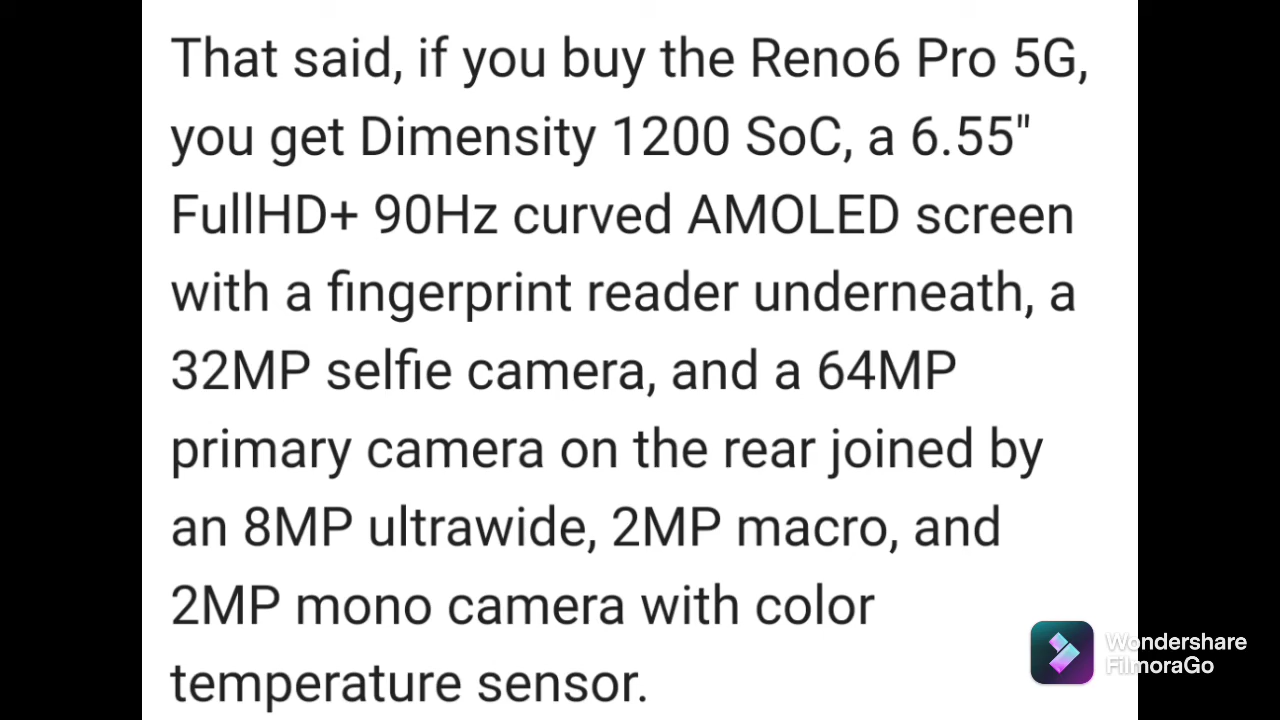 That said, if you buy the Reno6 Pro 5G,
you get Dimensity 1200 SoC, a 6.55"
FullHD+ 90Hz curved AMOLED screen
with a fingerprint reader underneath, a
32MP selfie camera, and a 64MP
primary camera on the rear joined by
an 8MP ultrawide, 2MP macro, and
2MP mono camera with color
temperature sensor.
Wondershare
FilmoraGo